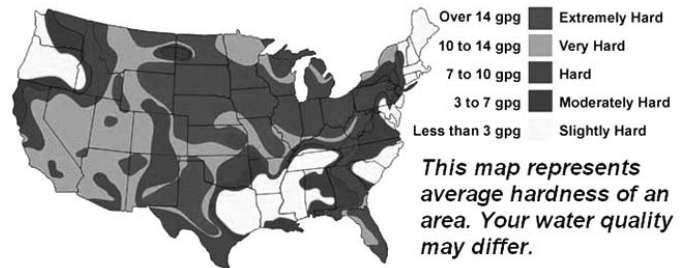 Over 14 gpg Extremely Hard
10 to 14 gpg Very Hard
7 to 10 gpg Hard
3 to 7 gpg Moderately Hard
Less than 3 gpg Slightly Hard
This map represents
average hardness of an
area. Your water quality
may differ.